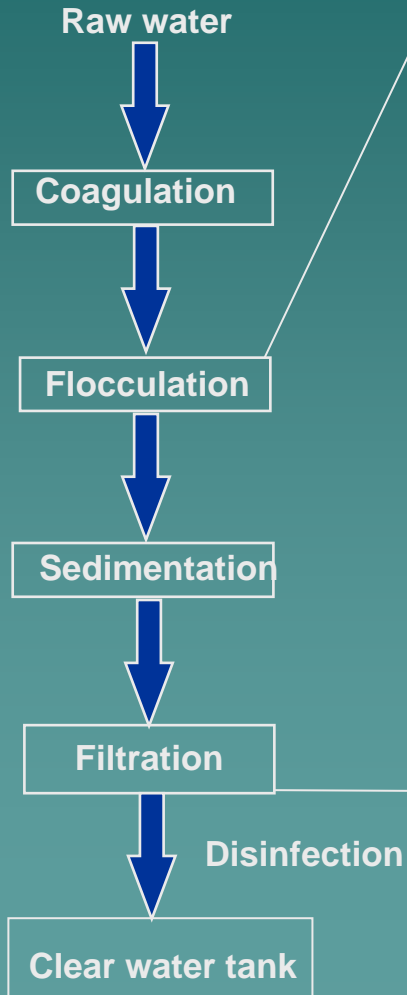 Raw water
Coagulation
Flocculation
Sedimentation
Filtration
Disinfection
Clear water tank